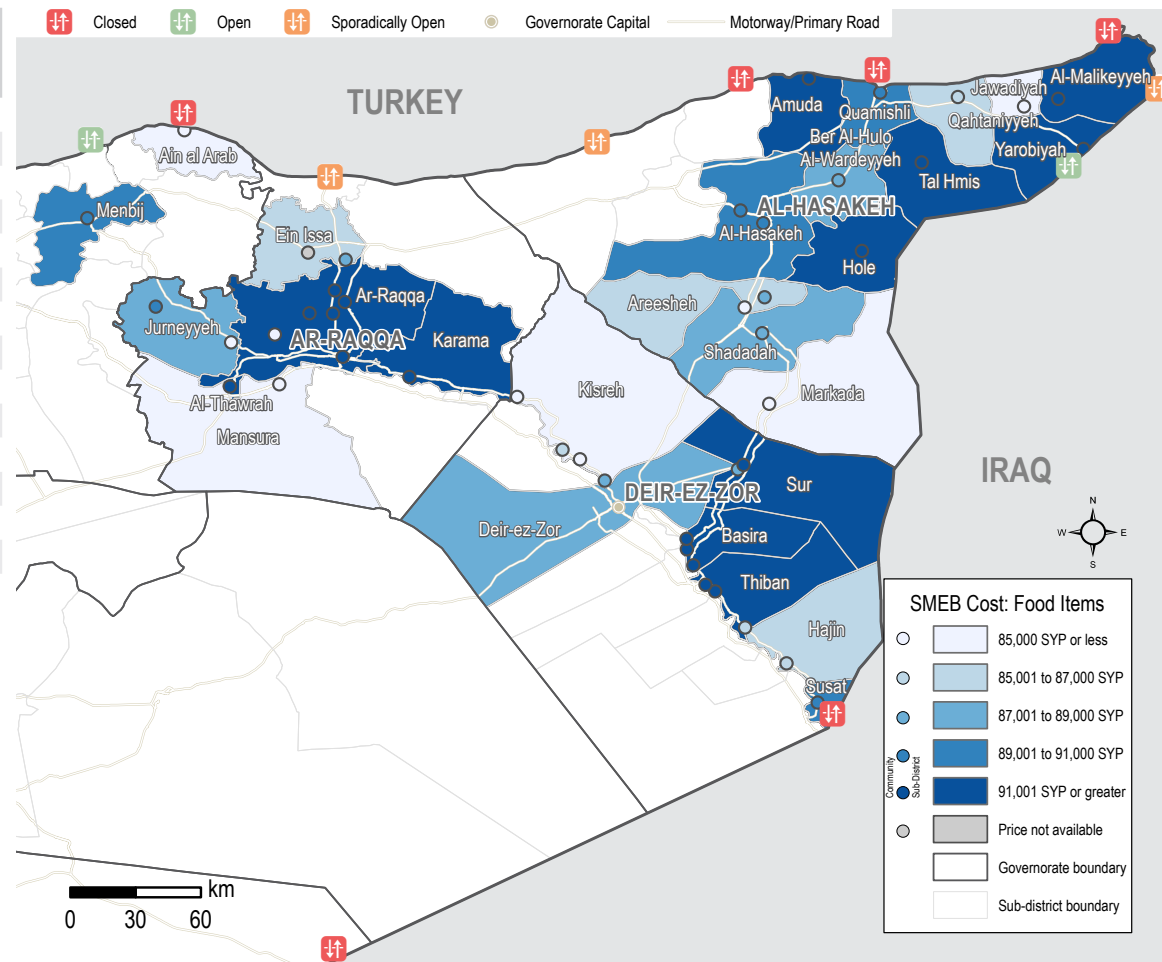 Closed
Open
Sporadically Open
Governorate Capital
Motorway/Primary Road
TURKEY
Ain al Arab
Menbij
Ein Issa
Jurneyyeh
Ar-Raqqa
AR-RAQQA
Karama
Al-Thawrah
Mansura
Amuda
Quamishli
Jawadiyah
Al-Malikeyyeh
Qahtaniyyeh
Ber Al-Hulo
Al-Wardeyyeh
Yarobiyah
Tal Hmis
AL-HASAKEH
Al-Hasakeh
Hole
Areesheh
Shadadah
Markada
Kisreh
IRAQ
DEIR-EZ-ZOR
Deir-ez-Zor
Sur
Basira
Thiban
Hajin
Susat
N
W
E
S
SMEB Cost: Food Items
85,000 SYP or less
85,001 to 87,000 SYP
87,001 to 89,000 SYP
89,001 to 91,000 SYP
91,001 SYP or greater
Price not available
Governorate boundary
Sub-district boundary
Community
Sub-District
km
0 30 60